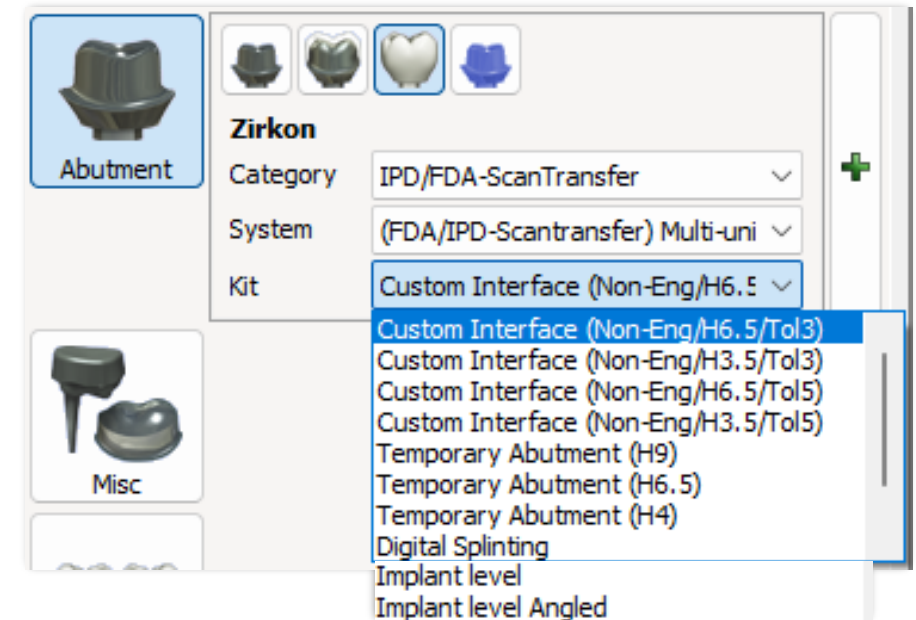 Abutment
Zirkon
Category IPD/FDA-ScanTransfer
System (FDA/IPD-Scantransfer) Multi-uni
Kit Custom Interface (Non-Eng/H6.5
Custom Interface (Non-Eng/H6.5/Tol3)
Custom Interface (Non-Eng/H3.5/Tol3)
Custom Interface (Non-Eng/H6.5/Tol5)
Custom Interface (Non-Eng/H3.5/Tol5)
Temporary Abutment (H9)
Temporary Abutment (H6.5)
Temporary Abutment (H4)
Digital Splinting
Implant level
Implant level Angled
Misc